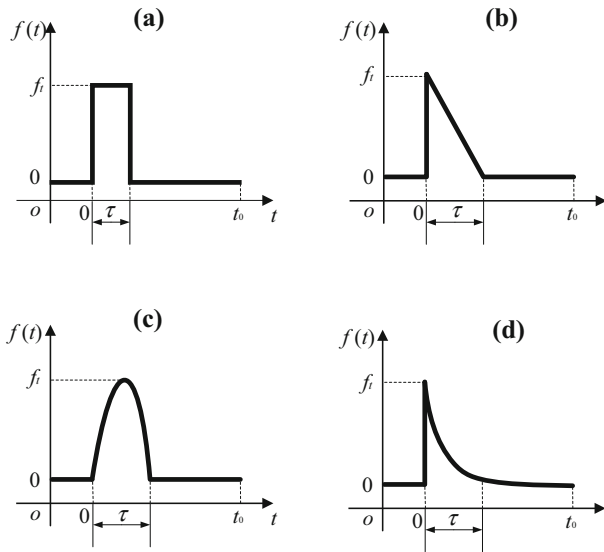 (a)
f(t)
f_t
0
o
0
τ
t_0
t
(b)
f(t)
f_t
0
o
0
τ
t_0
(c)
f(t)
f_t
0
o
0
τ
t_0
t
(d)
f(t)
f_t
0
o
0
τ
t_0